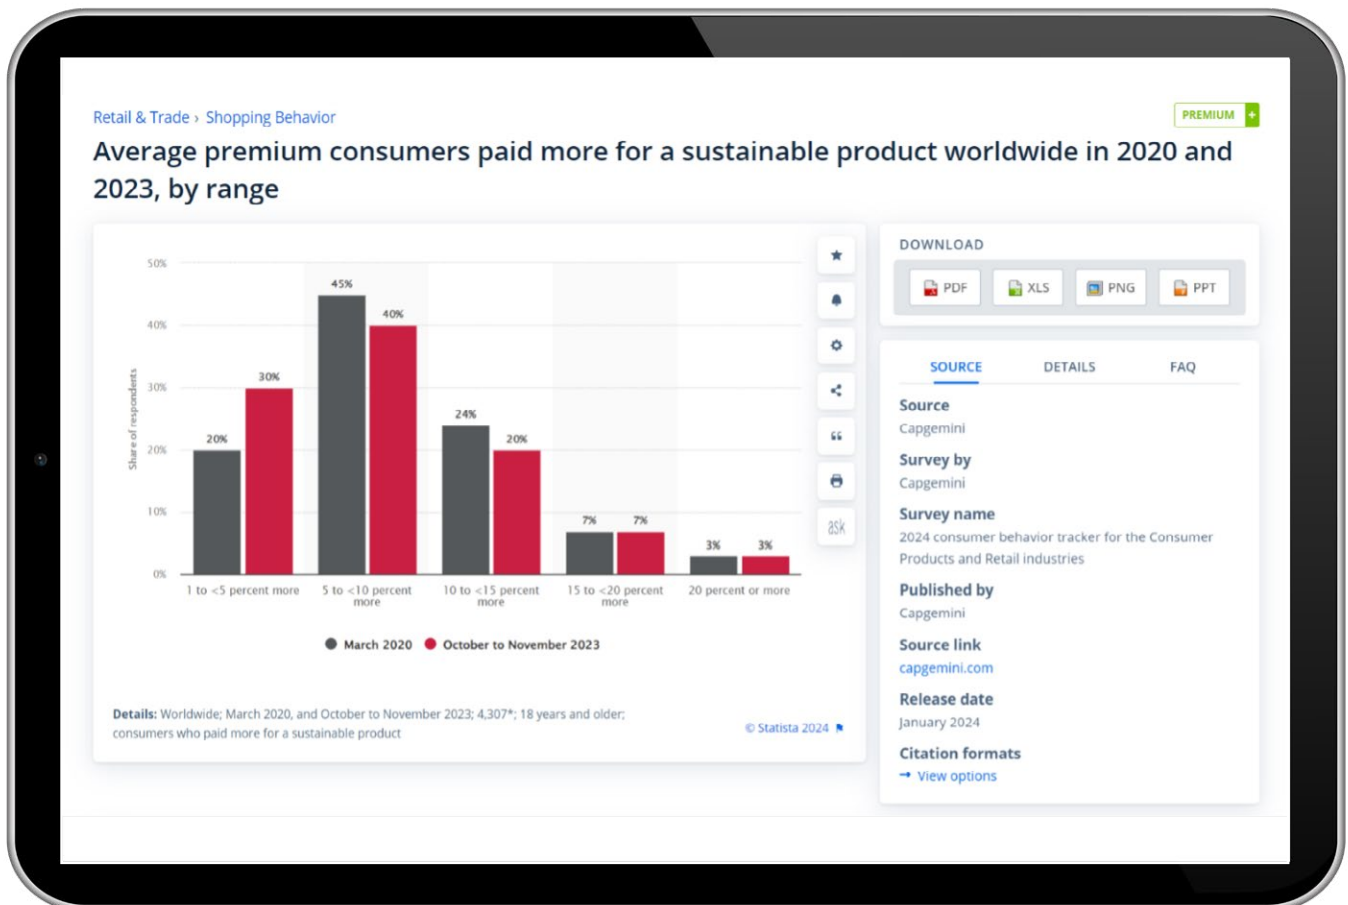 Retail & Trade › Shopping Behavior
PREMIUM +
Average premium consumers paid more for a sustainable product worldwide in 2020 and
2023, by range
50%
40%
30%
20%
10%
0%
Share of respondents
20%
30%
45%
40%
24%
20%
7%
7%
3%
3%
1 to <5 percent more
5 to <10 percent
more
10 to <15 percent
more
15 to <20 percent
more
20 percent or more
March 2020
October to November 2023
Details: Worldwide; March 2020, and October to November 2023; 4,307*; 18 years and older;
consumers who paid more for a sustainable product
© Statista 2024
ask
DOWNLOAD
PDF
XLS
PNG
PPT
SOURCE
DETAILS
FAQ
Source
Capgemini
Survey by
Capgemini
Survey name
2024 consumer behavior tracker for the Consumer
Products and Retail industries
Published by
Capgemini
Source link
capgemini.com
Release date
January 2024
Citation formats
→ View options